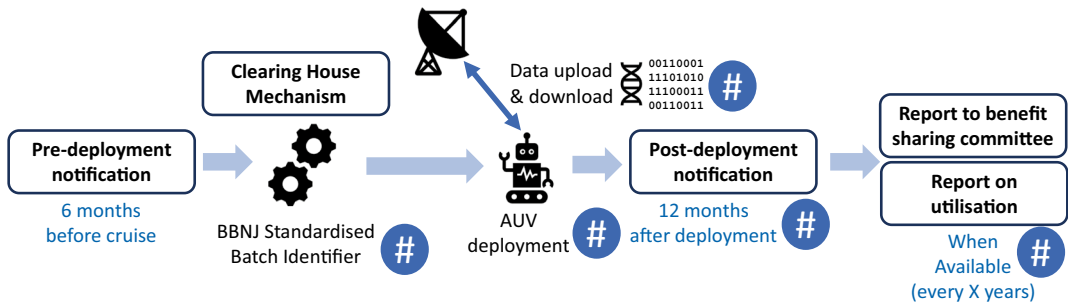 Pre-deployment
notification
6 months
before cruise
Clearing House
Mechanism
BBNJ Standardised
Batch Identifier
#
Data upload
& download
00110001
11101010
11100011
00110011
#
AUV
deployment
#
Post-deployment
notification
12 months
after deployment
#
Report to benefit
sharing committee
Report on
utilisation
When
Available
(every X years)
#